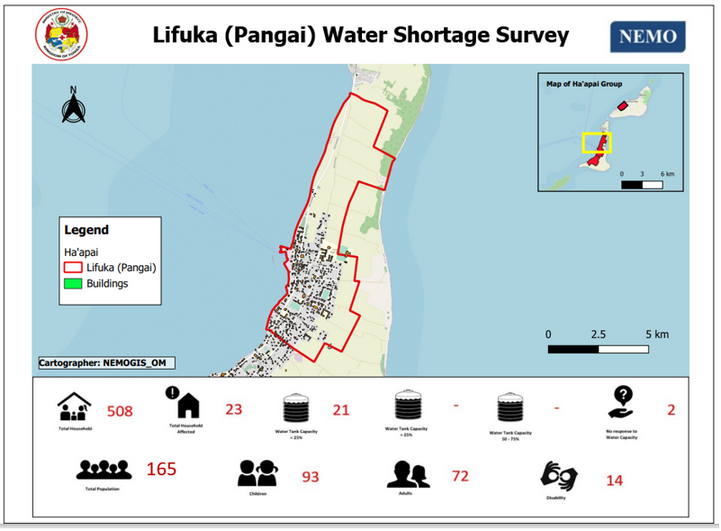 Lifuka (Pangai) Water Shortage Survey
NEMO
N
Map of Ha'apai Group
0 3 6 km
Legend
Ha'apai
Lifuka (Pangai)
Buildings
0 2.5 5 km
Cartographer: NEMOGIS_OM
508
Total Household
23
Total Household
Affected
21
Water Tank Capacity
< 25%
-
Water Tank Capacity
> 25%
-
Water Tank Capacity
50 - 75%
2
No response to
Water Capacity
165
Total Population
93
Children
72
Adults
14
Disability